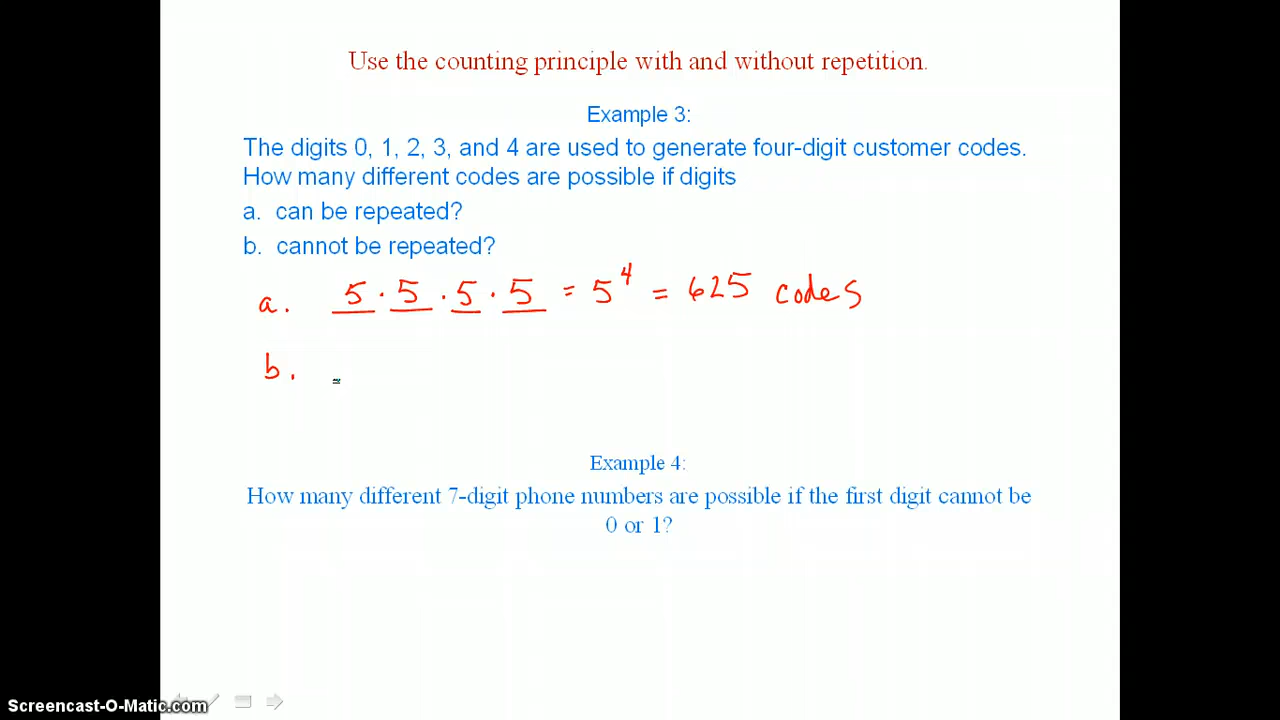 Use the counting principle with and without repetition.
Example 3:
The digits 0, 1, 2, 3, and 4 are used to generate four-digit customer codes.
How many different codes are possible if digits
a. can be repeated?
b. cannot be repeated?
a. 5 · 5 · 5 · 5 = 5⁴ = 625 codes
b.
Example 4:
How many different 7-digit phone numbers are possible if the first digit cannot be
0 or 1?
Screencast-O-Matic.com